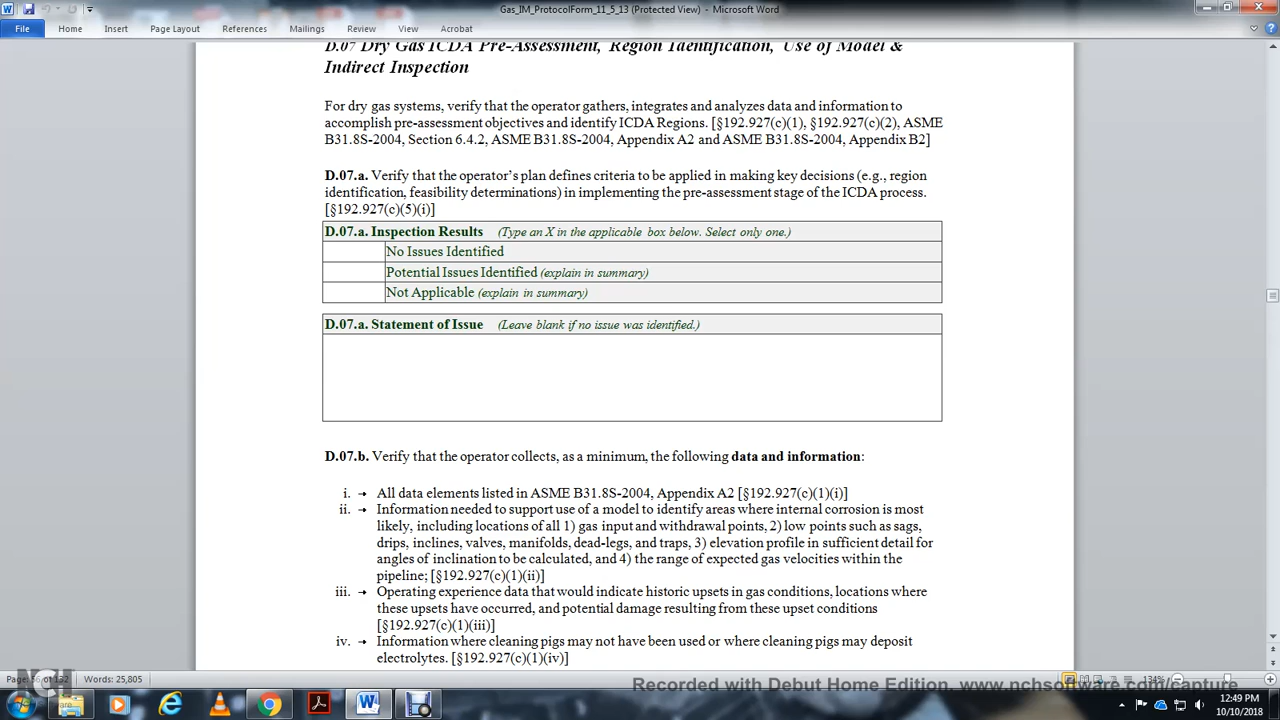 Gas_IM_ProtocolForm_11_5_13 (Protected View) - Microsoft Word
File Home Insert Page Layout References Mailings Review View Acrobat
D.07 Dry Gas ICDA Pre-Assessment, Region Identification, Use of Model &
Indirect Inspection
For dry gas systems, verify that the operator gathers, integrates and analyzes data and information to
accomplish pre-assessment objectives and identify ICDA Regions. [§192.927(c)(1), §192.927(c)(2), ASME
B31.8S-2004, Section 6.4.2, ASME B31.8S-2004, Appendix A2 and ASME B31.8S-2004, Appendix B2]
D.07.a. Verify that the operator's plan defines criteria to be applied in making key decisions (e.g., region
identification, feasibility determinations) in implementing the pre-assessment stage of the ICDA process.
[§192.927(c)(5)(i)]
D.07.a. Inspection Results (Type an X in the applicable box below. Select only one.)
No Issues Identified
Potential Issues Identified (explain in summary)
Not Applicable (explain in summary)
D.07.a. Statement of Issue (Leave blank if no issue was identified.)
D.07.b. Verify that the operator collects, as a minimum, the following data and information:
i. → All data elements listed in ASME B31.8S-2004, Appendix A2 [§192.927(c)(1)(i)]
ii. → Information needed to support use of a model to identify areas where internal corrosion is most
likely, including locations of all 1) gas input and withdrawal points, 2) low points such as sags,
drips, inclines, valves, manifolds, dead-legs, and traps, 3) elevation profile in sufficient detail for
angles of inclination to be calculated, and 4) the range of expected gas velocities within the
pipeline; [§192.927(c)(1)(ii)]
iii. → Operating experience data that would indicate historic upsets in gas conditions, locations where
these upsets have occurred, and potential damage resulting from these upset conditions
[§192.927(c)(1)(iii)]
iv. → Information where cleaning pigs may not have been used or where cleaning pigs may deposit
electrolytes. [§192.927(c)(1)(iv)]
Page: 56 of 132 Words: 25,805 134%
Recorded with Debut Home Edition. www.nchsoftware.com/capture
NCH
12:49 PM
10/10/2018